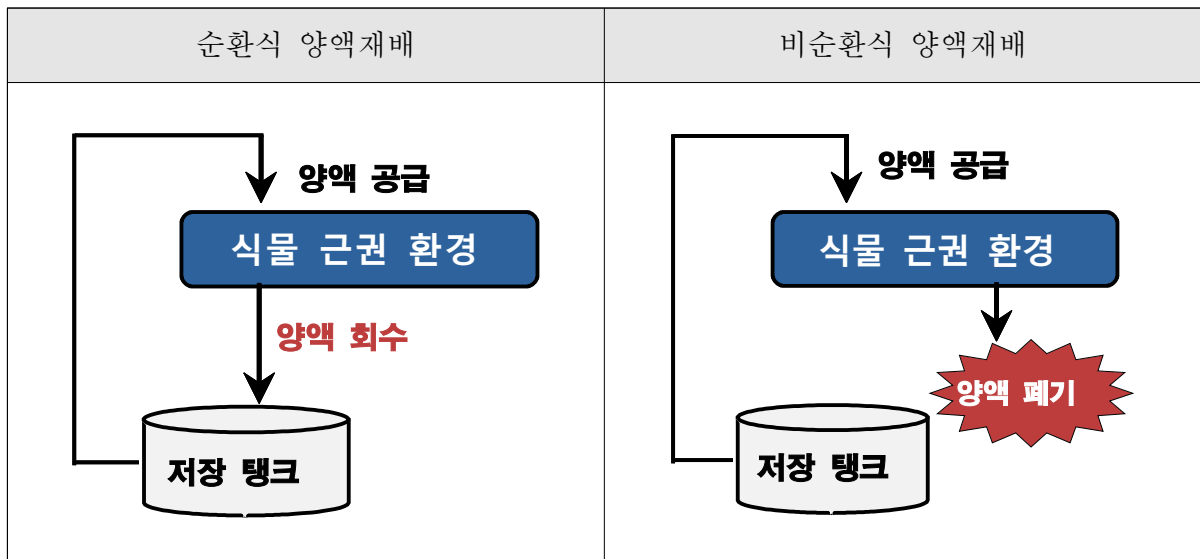 순환식 양액재배
비순환식 양액재배
양액 공급
식물 근권 환경
양액 회수
저장 탱크
양액 공급
식물 근권 환경
양액 폐기
저장 탱크